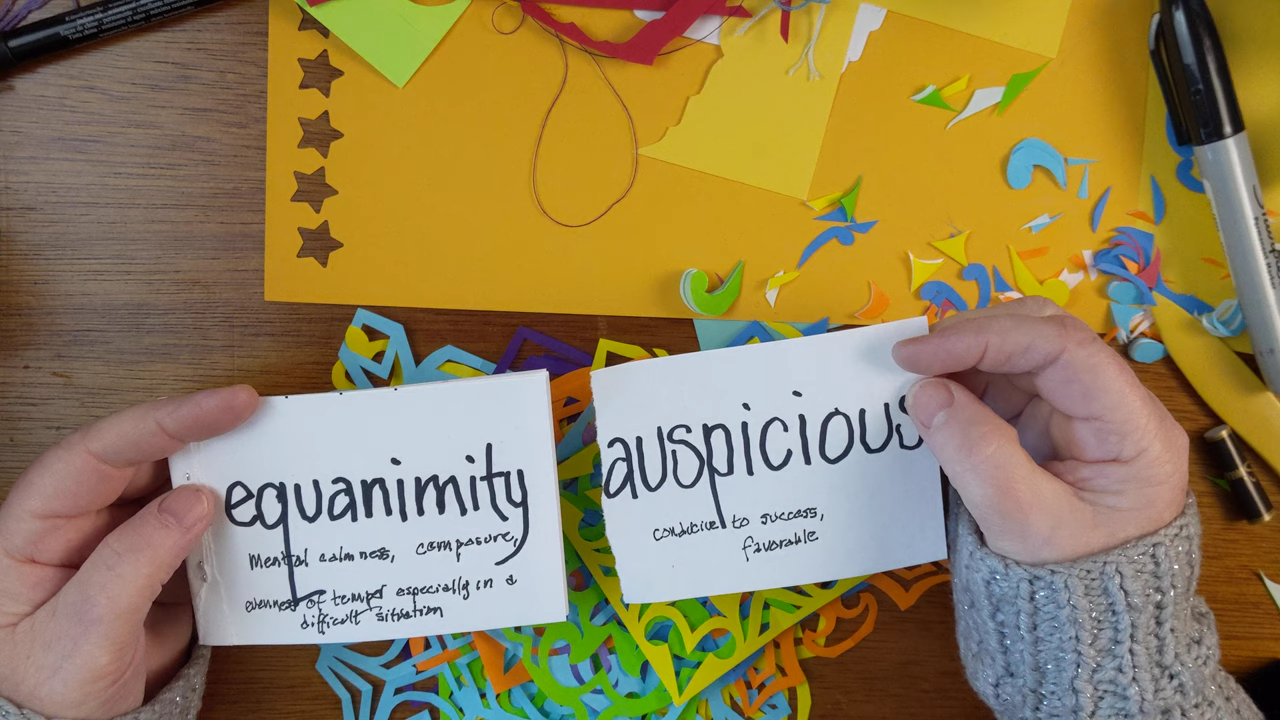 equanimity
Mental calmness, composure,
evenness of temper especially in a
difficult situation
auspicious
conducive to success,
favorable